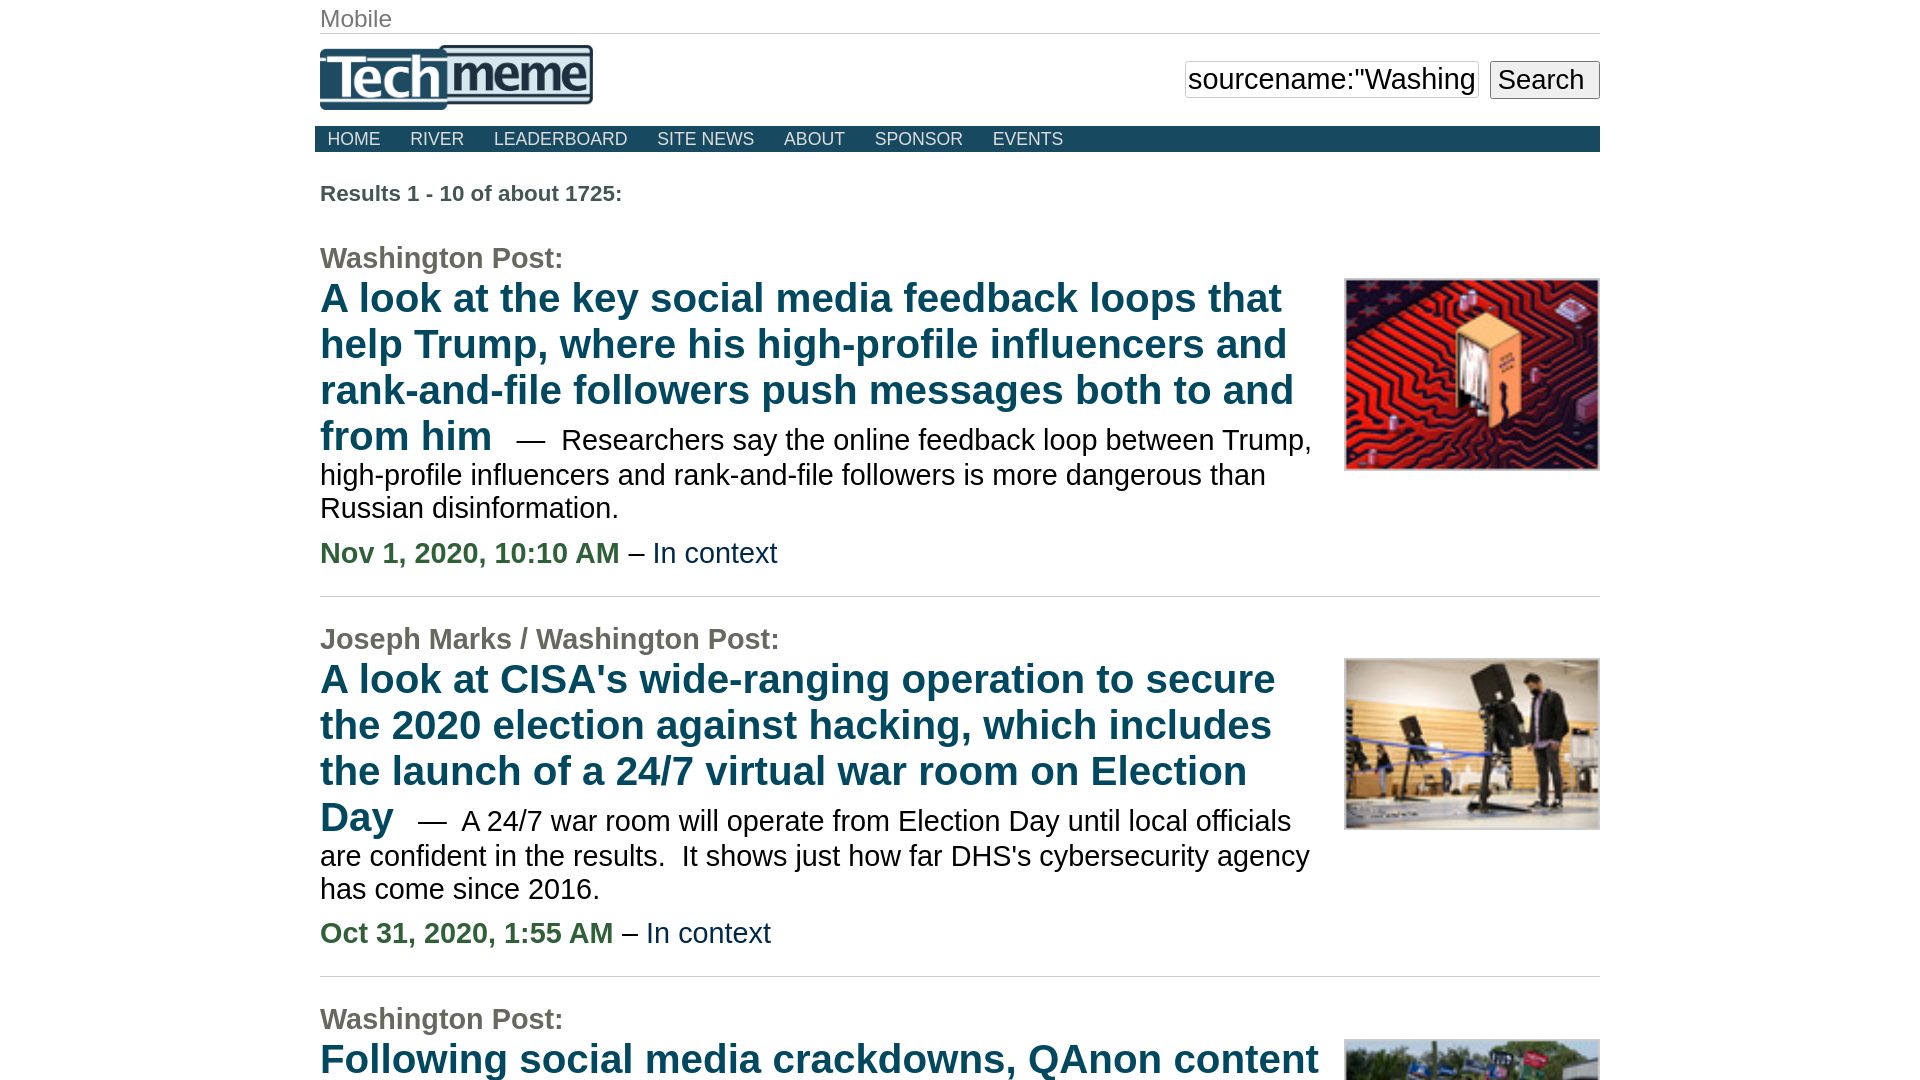 Mobile
Techmeme
sourcename:"Washing
Search
HOME RIVER LEADERBOARD SITE NEWS ABOUT SPONSOR EVENTS
Results 1 - 10 of about 1725:
Washington Post:
A look at the key social media feedback loops that
help Trump, where his high-profile influencers and
rank-and-file followers push messages both to and
from him — Researchers say the online feedback loop between Trump,
high-profile influencers and rank-and-file followers is more dangerous than
Russian disinformation.
Nov 1, 2020, 10:10 AM – In context
Joseph Marks / Washington Post:
A look at CISA's wide-ranging operation to secure
the 2020 election against hacking, which includes
the launch of a 24/7 virtual war room on Election
Day — A 24/7 war room will operate from Election Day until local officials
are confident in the results. It shows just how far DHS's cybersecurity agency
has come since 2016.
Oct 31, 2020, 1:55 AM – In context
Washington Post:
Following social media crackdowns, QAnon content